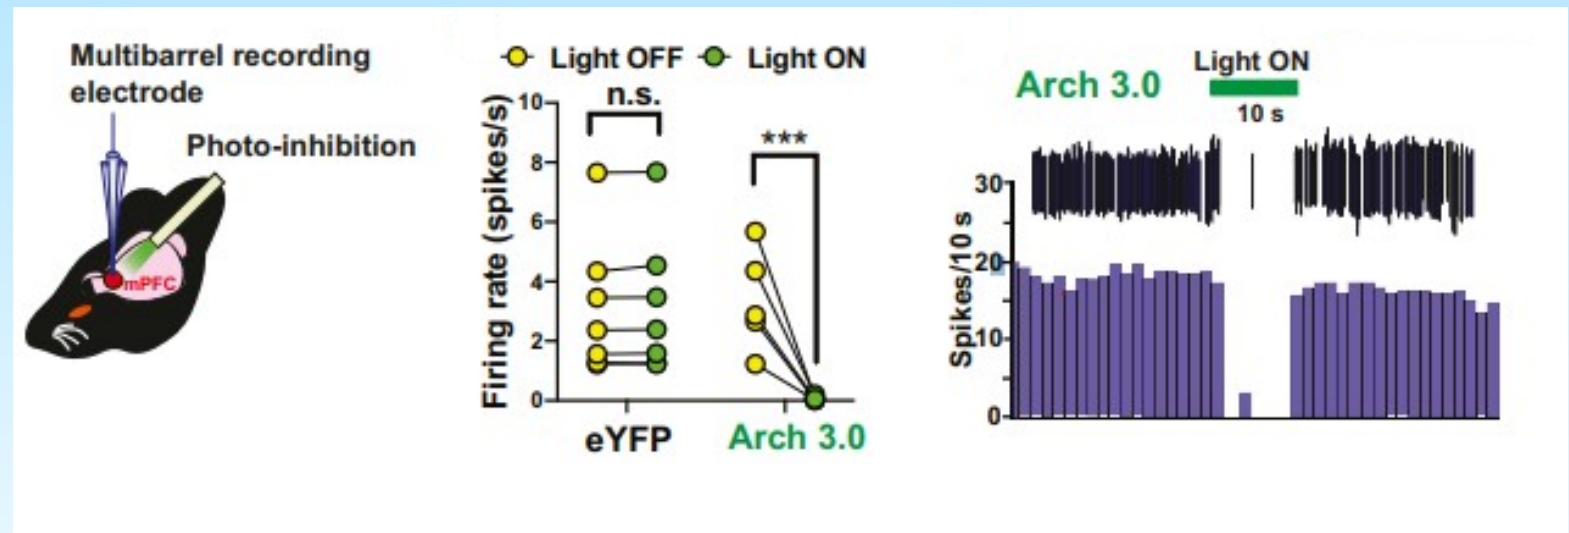 Multibarrel recording
electrode
Photo-inhibition
mPFC
Light OFF Light ON
n.s.
***
Firing rate (spikes/s)
10
8
6
4
2
0
eYFP
Arch 3.0
Arch 3.0
Light ON
10 s
Spikes/10 s
30
20
10
0